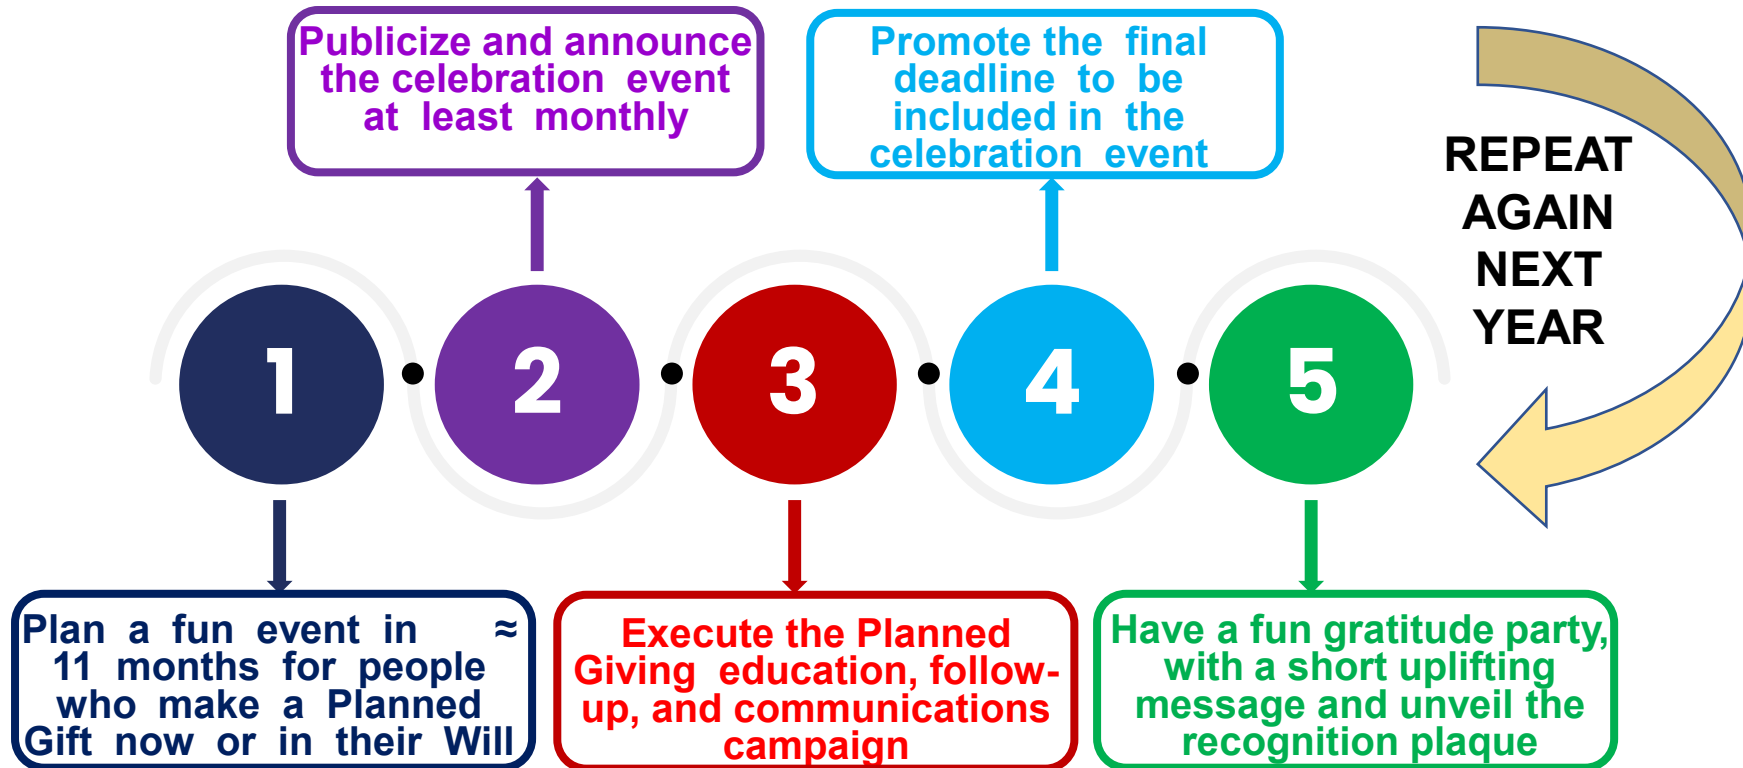 1
Plan a fun event in ≈
11 months for people
who make a Planned
Gift now or in their Will
2
Publicize and announce
the celebration event
at least monthly
3
Execute the Planned
Giving education, follow-
up, and communications
campaign
4
Promote the final
deadline to be
included in the
celebration event
5
Have a fun gratitude party,
with a short uplifting
message and unveil the
recognition plaque
REPEAT
AGAIN
NEXT
YEAR